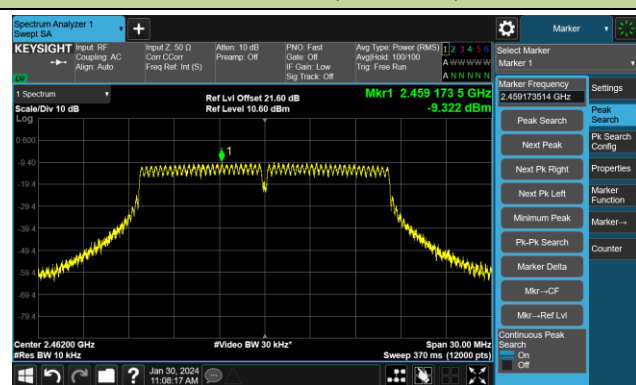 Spectrum Analyzer 1
Swept SA
Marker
KEYSIGHT
Input: RF
Coupling: AC
Align: Auto
Input Z: 50 Ω
Corr CCorr
Freq Ref: Int (S)
Atten: 10 dB
Preamp: Off
PNO: Fast
Gate: Off
IF Gain: Low
Sig Track: Off
Avg Type: Power (RMS)
Avg|Hold: 100/100
Trig: Free Run
1 2 3 4 5 6
A W W W W W
A N N N N N
LW
Select Marker
Marker 1
1 Spectrum
Scale/Div 10 dB
Log
Ref Lvl Offset 21.60 dB
Ref Level 10.60 dBm
Mkr1 2.459 173 5 GHz
-9.322 dBm
0.600
-9.40
-19.4
-29.4
-39.4
-49.4
-59.4
-69.4
-79.4
1
Center 2.46200 GHz
#Res BW 10 kHz
#Video BW 30 kHz*
Span 30.00 MHz
Sweep 370 ms (12000 pts)
Marker Frequency
2.459173514 GHz
Peak Search
Next Peak
Next Pk Right
Next Pk Left
Minimum Peak
Pk-Pk Search
Marker Delta
Mkr→CF
Mkr→Ref Lvl
Continuous Peak
Search
On
Off
Settings
Peak
Search
Pk Search
Config
Properties
Marker
Function
Marker→
Counter
Jan 30, 2024
11:08:17 AM